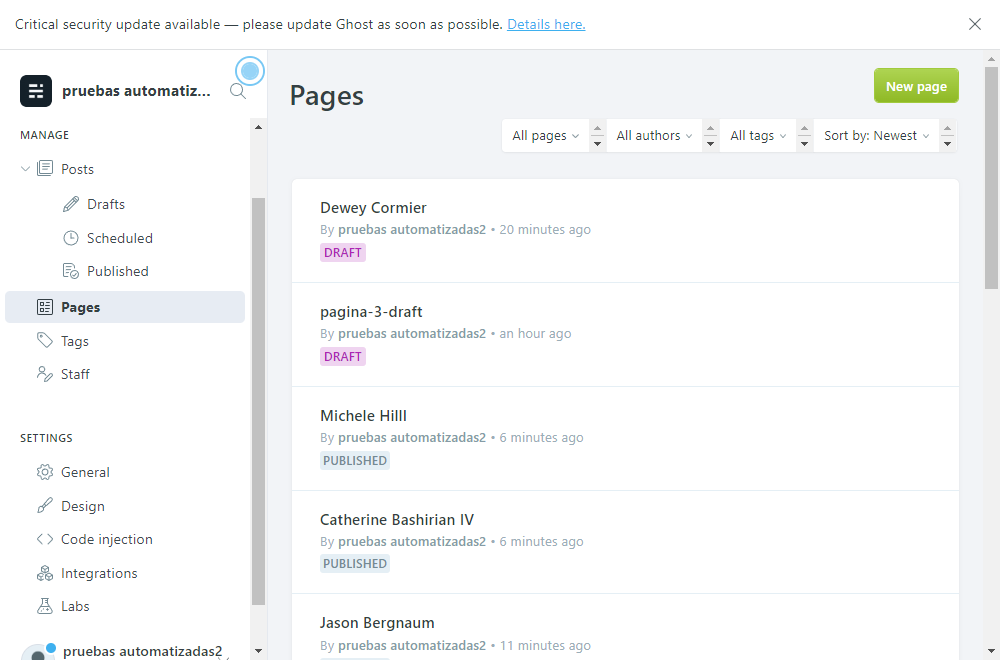 Critical security update available — please update Ghost as soon as possible. Details here.
pruebas automatiz...
MANAGE
Posts
Drafts
Scheduled
Published
Pages
Tags
Staff
SETTINGS
General
Design
Code injection
Integrations
Labs
pruebas automatizadas2
Pages
New page
All pages
All authors
All tags
Sort by: Newest
Dewey Cormier
By pruebas automatizadas2 • 20 minutes ago
DRAFT
pagina-3-draft
By pruebas automatizadas2 • an hour ago
DRAFT
Michele Hilll
By pruebas automatizadas2 • 6 minutes ago
PUBLISHED
Catherine Bashirian IV
By pruebas automatizadas2 • 6 minutes ago
PUBLISHED
Jason Bergnaum
By pruebas automatizadas2 • 11 minutes ago